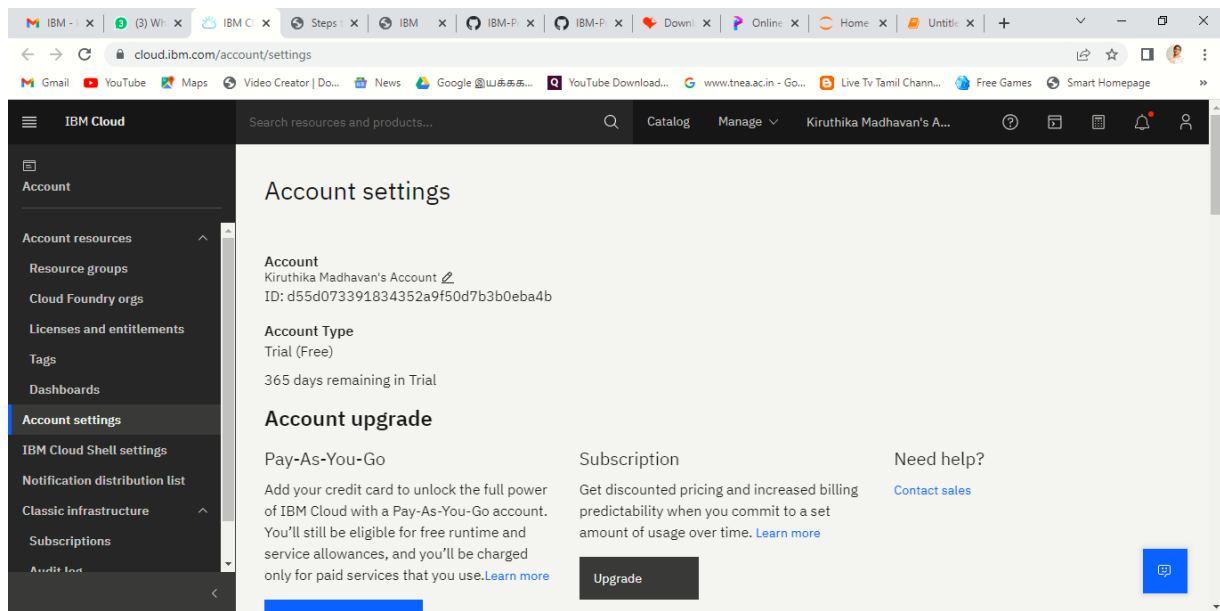 IBM - I
(3) Wh
IBM Cl
Steps t
IBM
IBM-Pr
IBM-Pr
Downl
Online
Home
Untitle
cloud.ibm.com/account/settings
Gmail
YouTube
Maps
Video Creator | Do...
News
Google இயக்கக...
YouTube Download...
www.tnea.ac.in - Go...
Live Tv Tamil Chann...
Free Games
Smart Homepage
IBM Cloud
Search resources and products...
Catalog
Manage
Kiruthika Madhavan's A...
Account
Account resources
Resource groups
Cloud Foundry orgs
Licenses and entitlements
Tags
Dashboards
Account settings
IBM Cloud Shell settings
Notification distribution list
Classic infrastructure
Subscriptions
Audit log
Account settings
Account
Kiruthika Madhavan's Account
ID: d55d073391834352a9f50d7b3b0eba4b
Account Type
Trial (Free)
365 days remaining in Trial
Account upgrade
Pay-As-You-Go
Add your credit card to unlock the full power
of IBM Cloud with a Pay-As-You-Go account.
You'll still be eligible for free runtime and
service allowances, and you'll be charged
only for paid services that you use.Learn more
Subscription
Get discounted pricing and increased billing
predictability when you commit to a set
amount of usage over time. Learn more
Upgrade
Need help?
Contact sales